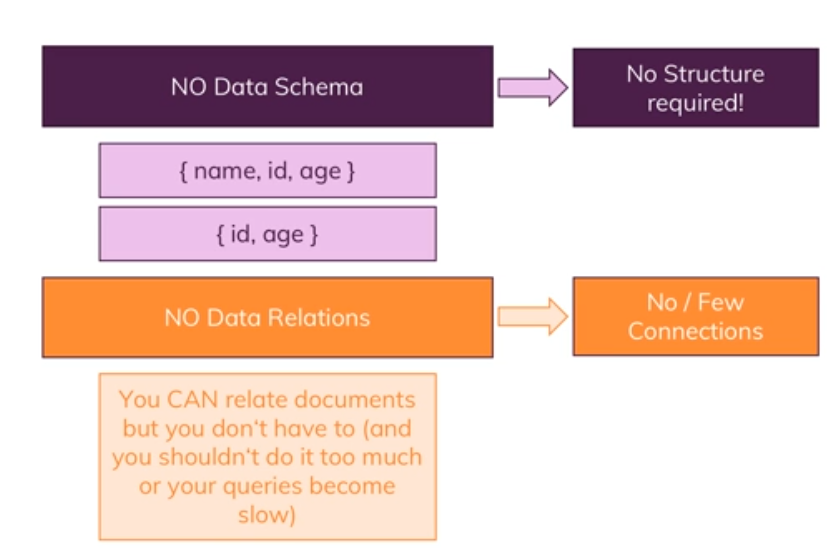 NO Data Schema
No Structure
required!
{ name, id, age }
{ id, age }
NO Data Relations
No / Few
Connections
You CAN relate documents
but you don‘t have to (and
you shouldn‘t do it too much
or your queries become
slow)